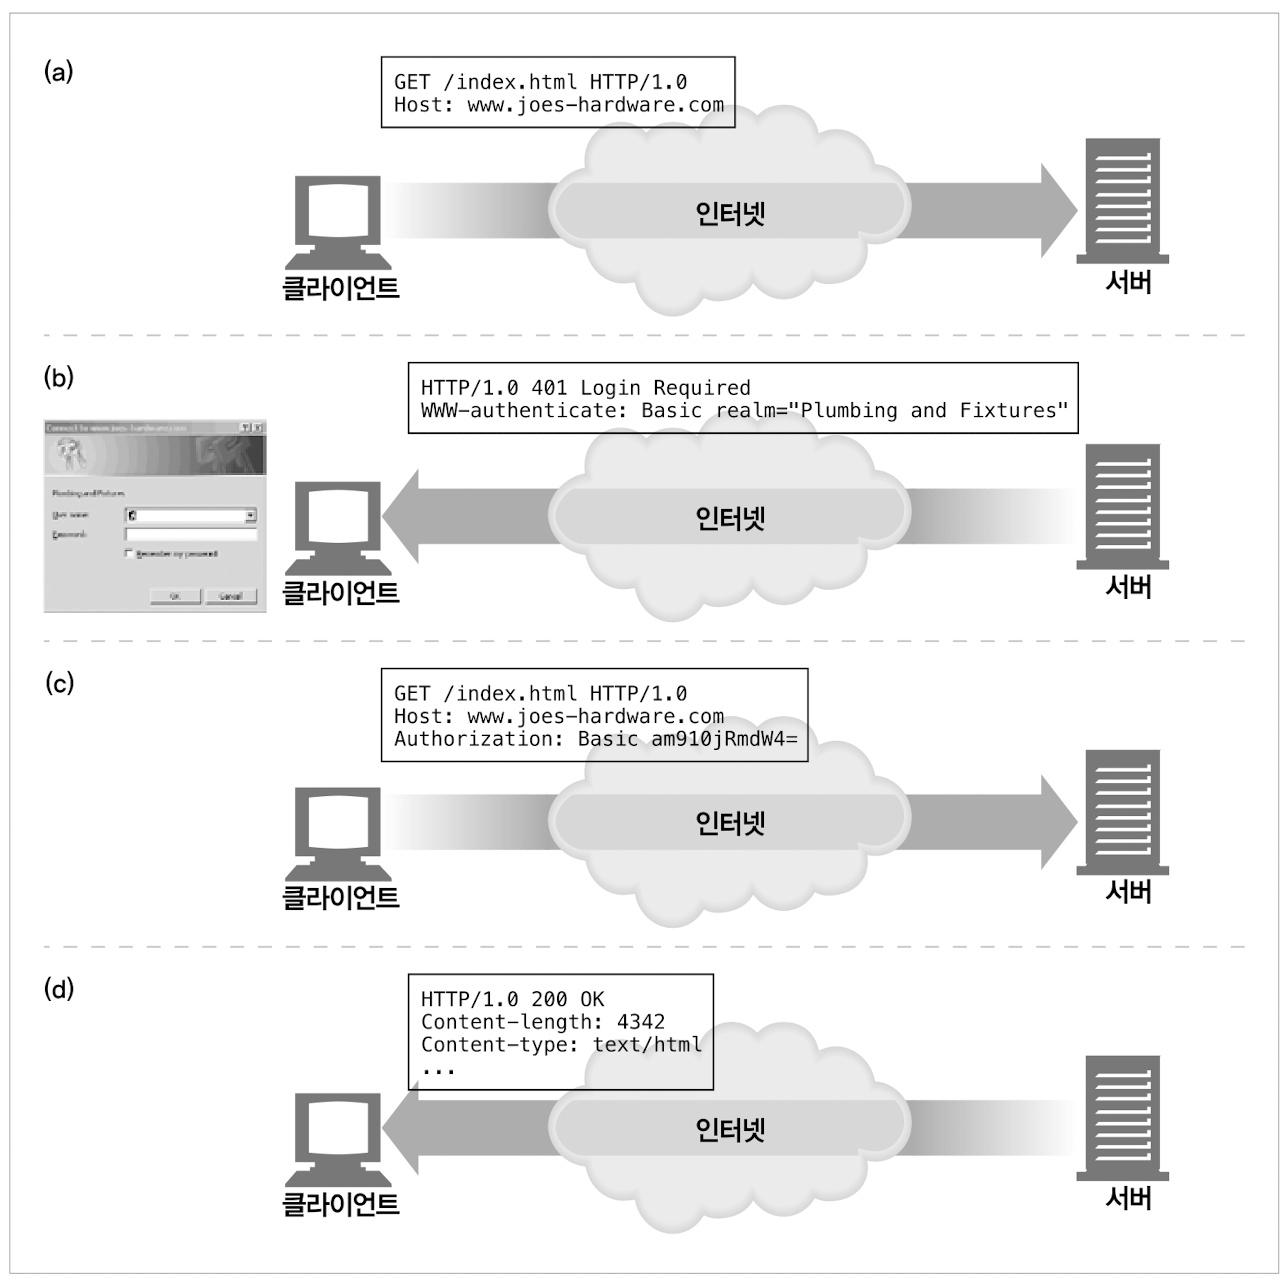 (a)
GET /index.html HTTP/1.0
Host: www.joes-hardware.com
인터넷
클라이언트
서버
(b)
HTTP/1.0 401 Login Required
WWW-authenticate: Basic realm="Plumbing and Fixtures"
Connect to www.joes-hardware.com
Plumbing and Fixtures
User name:
Password:
Remember my password
OK
Cancel
인터넷
클라이언트
서버
(c)
GET /index.html HTTP/1.0
Host: www.joes-hardware.com
Authorization: Basic am910jRmdW4=
인터넷
클라이언트
서버
(d)
HTTP/1.0 200 OK
Content-length: 4342
Content-type: text/html
...
인터넷
클라이언트
서버